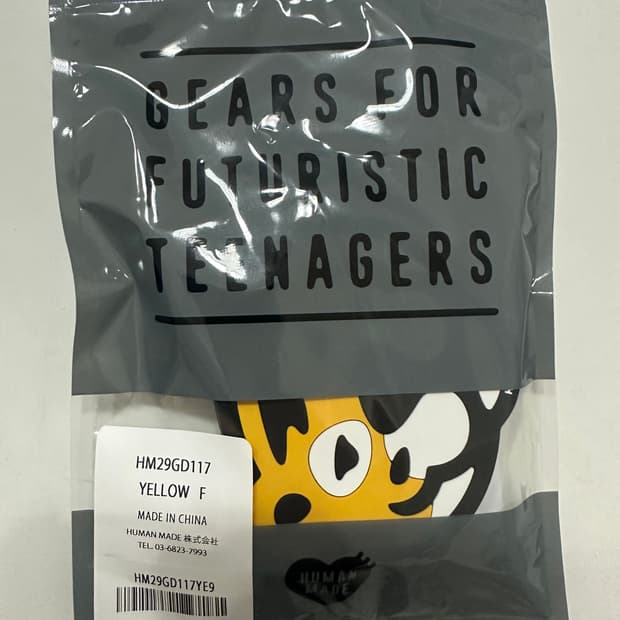 GEARS FOR
FUTURISTIC
TEENAGERS
HM29GD117
YELLOW F
MADE IN CHINA
HUMAN MADE 株式会社
TEL. 03-6823-7993
HM29GD117YE9
HUMAN
MADE